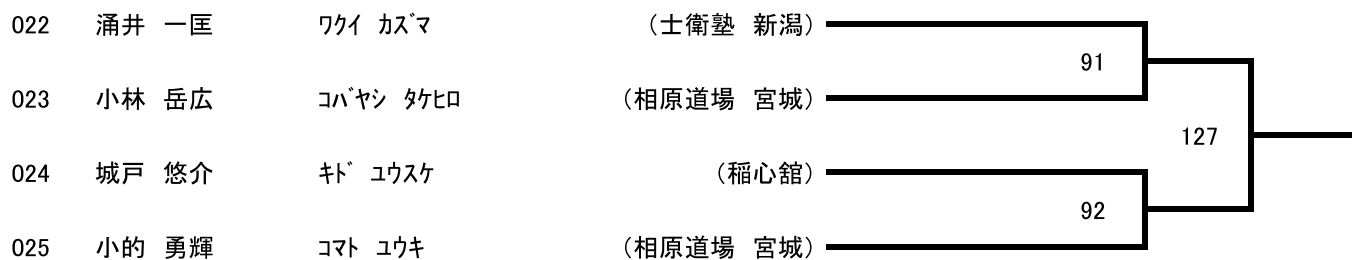 022 涌井 一匡 ﾜｸｲ ｶｽﾞﾏ (士衛塾 新潟)
91
023 小林 岳広 ｺﾊﾞﾔｼ ﾀｹﾋﾛ (相原道場 宮城)
127
024 城戸 悠介 ｷﾄﾞ ﾕｳｽｹ (稲心舘)
92
025 小的 勇輝 ｺﾏﾄ ﾕｳｷ (相原道場 宮城)